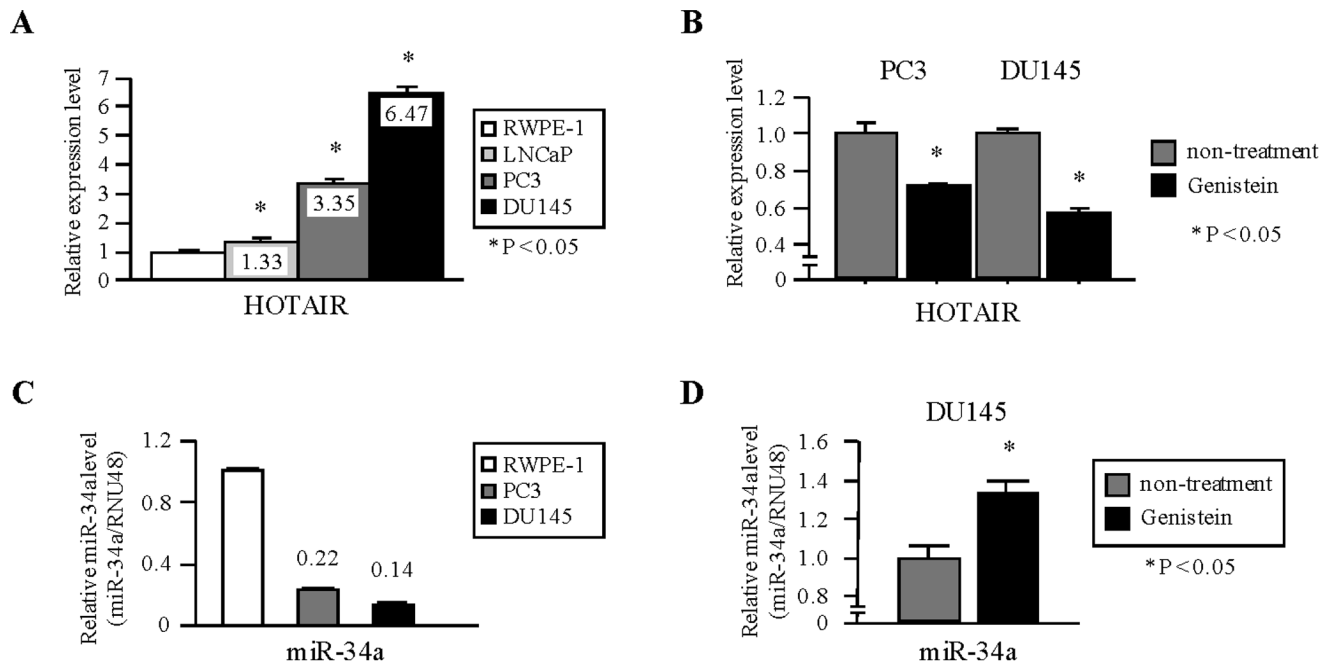 A
Relative expression level
7
6
5
4
3
2
1
0
*
*
*
1.33
3.35
6.47
HOTAIR
RWPE-1
LNCaP
PC3
DU145
*P<0.05
B
PC3 DU145
Relative expression level
1.2
1.0
0.8
0.6
0.4
0
*
*
HOTAIR
non-treatment
Genistein
*P<0.05
C
Relative miR-34a level
(miR-34a/RNU48)
1.2
0.8
0.4
0
0.22
0.14
miR-34a
RWPE-1
PC3
DU145
D
DU145
Relative miR-34a level
(miR-34a/RNU48)
1.6
1.4
1.2
1.0
0.8
0
*
miR-34a
non-treatment
Genistein
*P<0.05